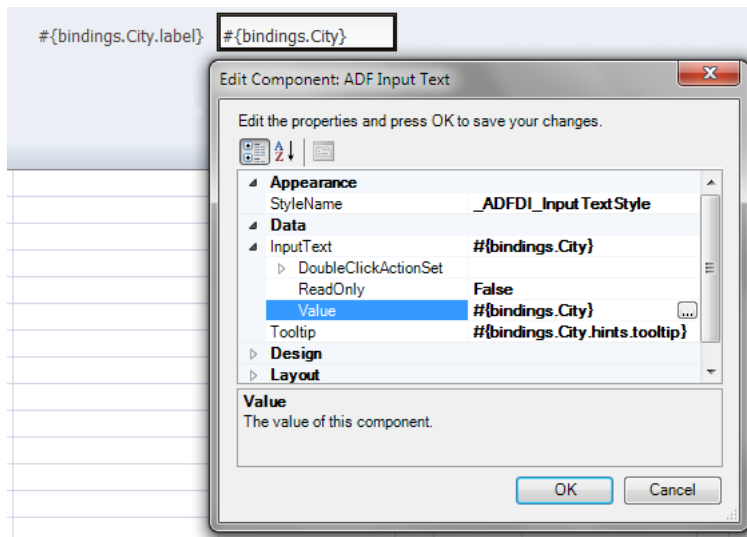 #{bindings.City.label} #{bindings.City}
Edit Component: ADF Input Text
Edit the properties and press OK to save your changes.
Appearance
StyleName _ADFDI_InputTextStyle
Data
InputText #{bindings.City}
DoubleClickActionSet
ReadOnly False
Value #{bindings.City} ...
Tooltip #{bindings.City.hints.tooltip}
Design
Layout
Value
The value of this component.
OK Cancel